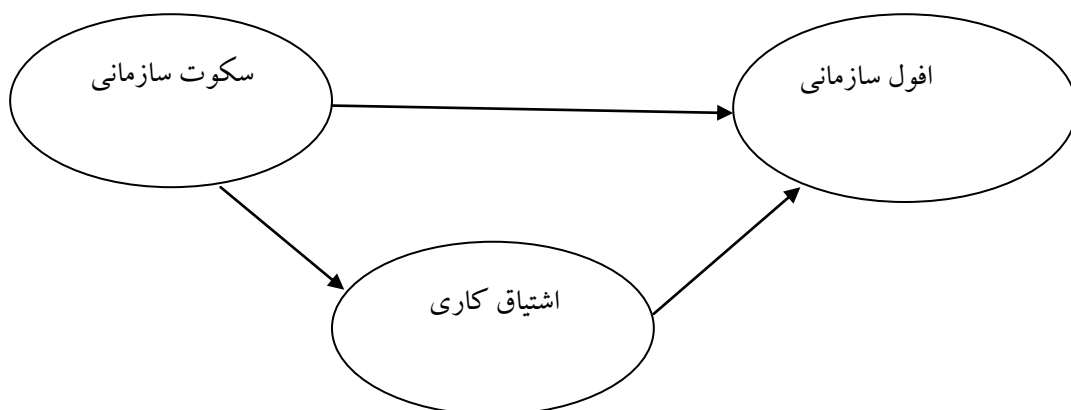 سکوت سازمانی
افول سازمانی
اشتیاق کاری